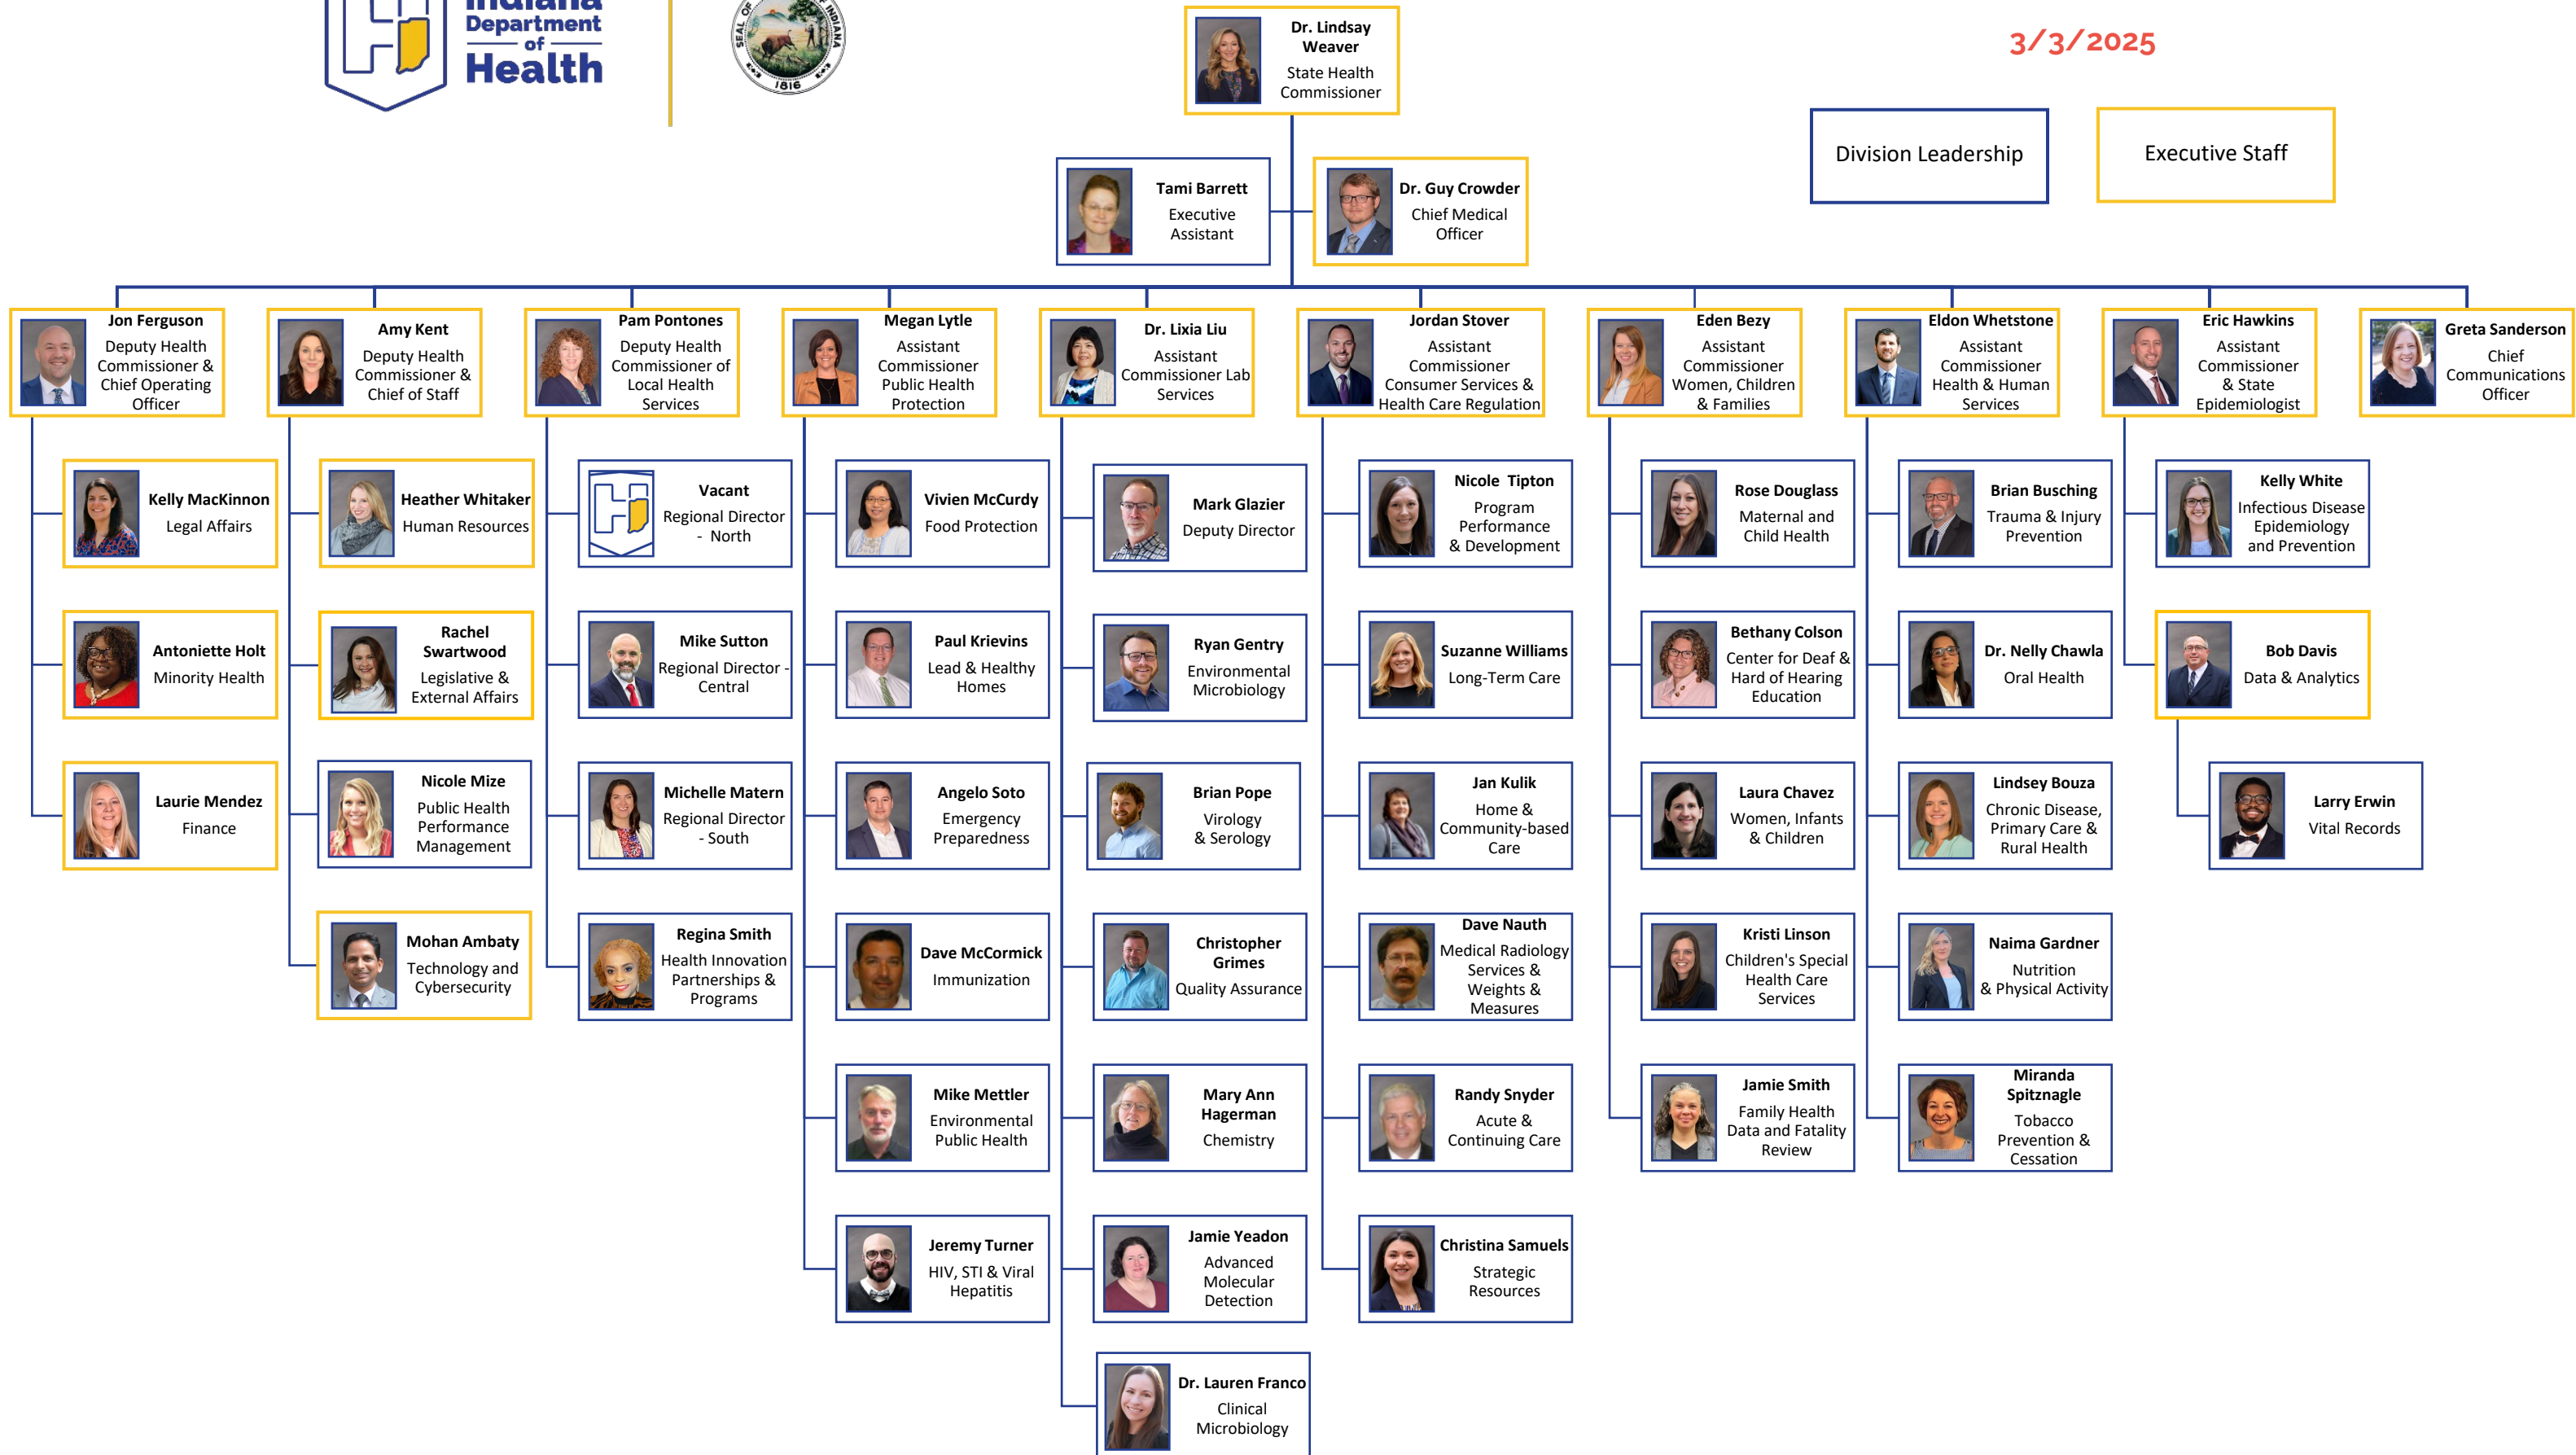 Indiana
Department
of
Health
SEAL OF
OF INDIANA
1816
3/3/2025
Division Leadership
Executive Staff
Dr. Lindsay
Weaver
State Health
Commissioner
Tami Barrett
Executive
Assistant
Dr. Guy Crowder
Chief Medical
Officer
Jon Ferguson
Deputy Health
Commissioner &
Chief Operating
Officer
Kelly MacKinnon
Legal Affairs
Antoniette Holt
Minority Health
Laurie Mendez
Finance
Amy Kent
Deputy Health
Commissioner &
Chief of Staff
Heather Whitaker
Human Resources
Rachel
Swartwood
Legislative &
External Affairs
Nicole Mize
Public Health
Performance
Management
Mohan Ambaty
Technology and
Cybersecurity
Pam Pontones
Deputy Health
Commissioner of
Local Health
Services
Vacant
Regional Director
- North
Mike Sutton
Regional Director -
Central
Michelle Matern
Regional Director
- South
Regina Smith
Health Innovation
Partnerships &
Programs
Megan Lytle
Assistant
Commissioner
Public Health
Protection
Vivien McCurdy
Food Protection
Paul Krievins
Lead & Healthy
Homes
Angelo Soto
Emergency
Preparedness
Dave McCormick
Immunization
Mike Mettler
Environmental
Public Health
Jeremy Turner
HIV, STI & Viral
Hepatitis
Dr. Lixia Liu
Assistant
Commissioner Lab
Services
Mark Glazier
Deputy Director
Ryan Gentry
Environmental
Microbiology
Brian Pope
Virology
& Serology
Christopher
Grimes
Quality Assurance
Mary Ann
Hagerman
Chemistry
Jamie Yeadon
Advanced
Molecular
Detection
Dr. Lauren Franco
Clinical
Microbiology
Jordan Stover
Assistant
Commissioner
Consumer Services &
Health Care Regulation
Nicole Tipton
Program
Performance
& Development
Suzanne Williams
Long-Term Care
Jan Kulik
Home &
Community-based
Care
Dave Nauth
Medical Radiology
Services &
Weights &
Measures
Randy Snyder
Acute &
Continuing Care
Christina Samuels
Strategic
Resources
Eden Bezy
Assistant
Commissioner
Women, Children
& Families
Rose Douglass
Maternal and
Child Health
Bethany Colson
Center for Deaf &
Hard of Hearing
Education
Laura Chavez
Women, Infants
& Children
Kristi Linson
Children's Special
Health Care
Services
Jamie Smith
Family Health
Data and Fatality
Review
Eldon Whetstone
Assistant
Commissioner
Health & Human
Services
Brian Busching
Trauma & Injury
Prevention
Dr. Nelly Chawla
Oral Health
Lindsey Bouza
Chronic Disease,
Primary Care &
Rural Health
Naima Gardner
Nutrition
& Physical Activity
Miranda
Spitznagle
Tobacco
Prevention &
Cessation
Eric Hawkins
Assistant
Commissioner
& State
Epidemiologist
Kelly White
Infectious Disease
Epidemiology
and Prevention
Bob Davis
Data & Analytics
Larry Erwin
Vital Records
Greta Sanderson
Chief
Communications
Officer